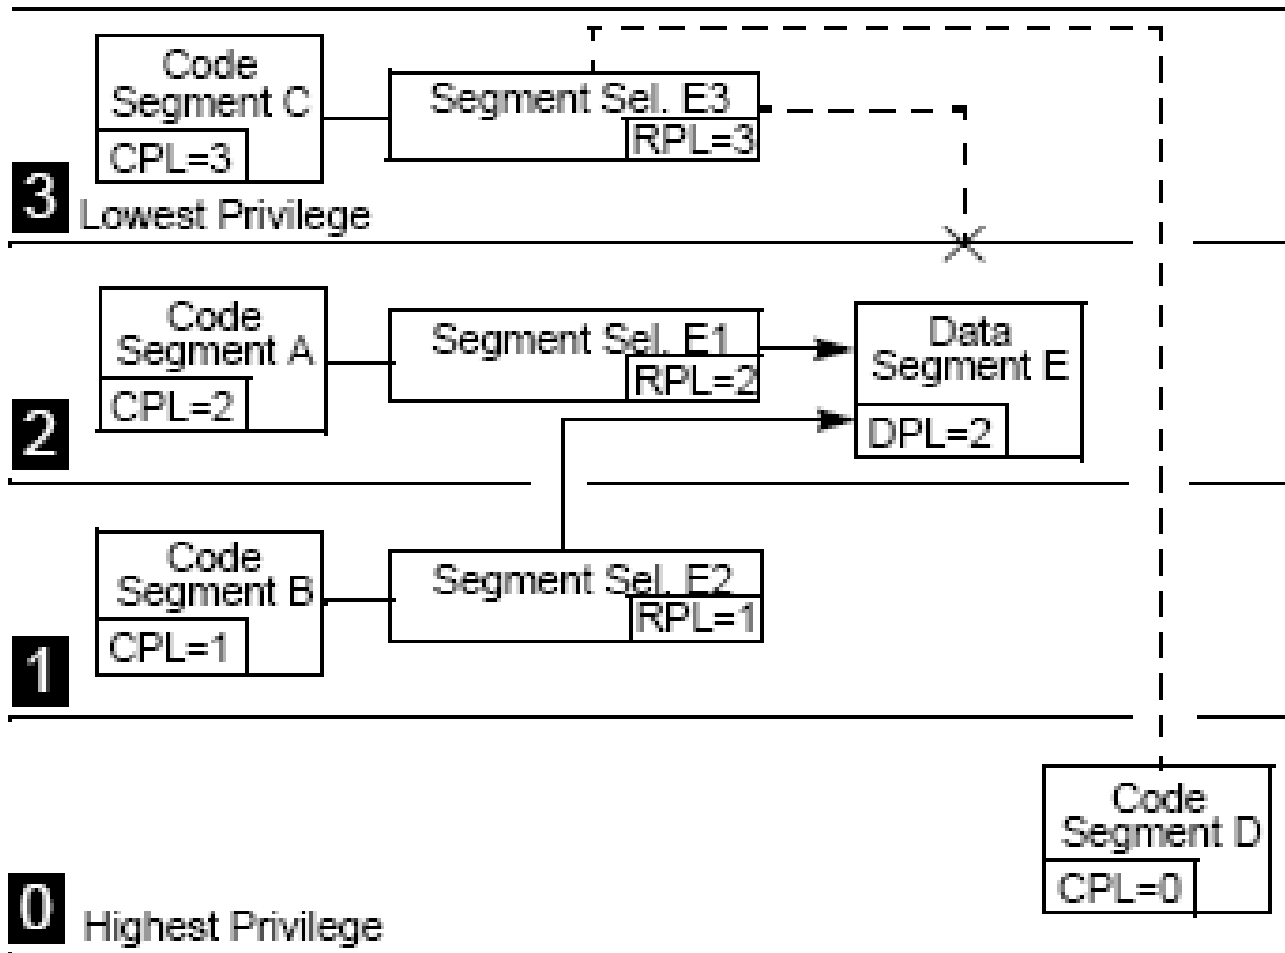 Code
Segment C
CPL=3
Segment Sel. E3
RPL=3
3
Lowest Privilege
Code
Segment A
CPL=2
Segment Sel. E1
RPL=2
Data
Segment E
DPL=2
2
Code
Segment B
CPL=1
Segment Sel. E2
RPL=1
1
Code
Segment D
CPL=0
0
Highest Privilege